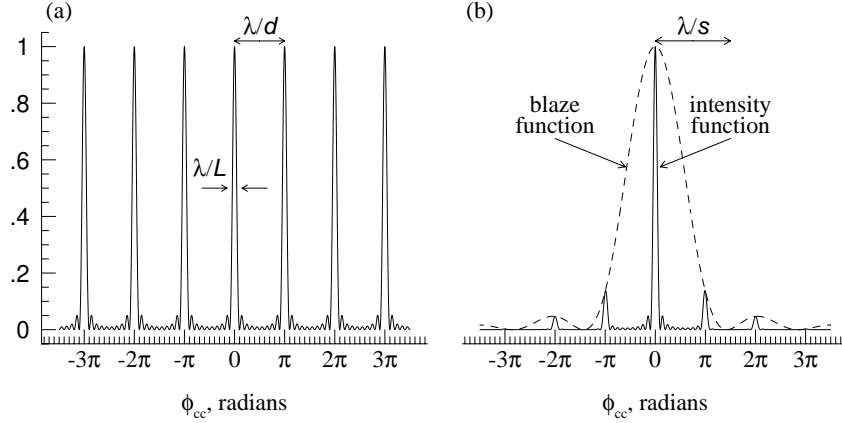 (a)
λ/d
1
.8
.6
.4
.2
0
λ/L
-3π -2π -π 0 π 2π 3π
ϕcc, radians
(b)
λ/s
blaze
function
intensity
function
-3π -2π -π 0 π 2π 3π
ϕcc, radians